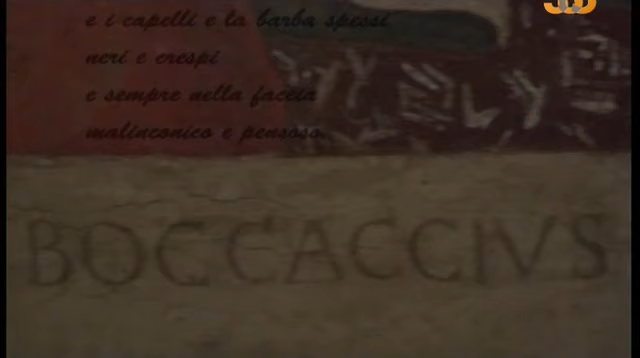 e i capelli e la barba spessi
neri e crespi
e sempre nella faccia
malinconico e pensoso.
BOCCACCIVS